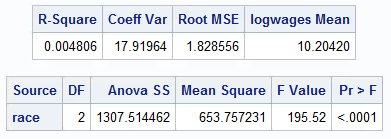 R-Square Coeff Var Root MSE logwages Mean
0.004806 17.91964 1.828556 10.20420
Source DF Anova SS Mean Square F Value Pr > F
race 2 1307.514462 653.757231 195.52 <.0001